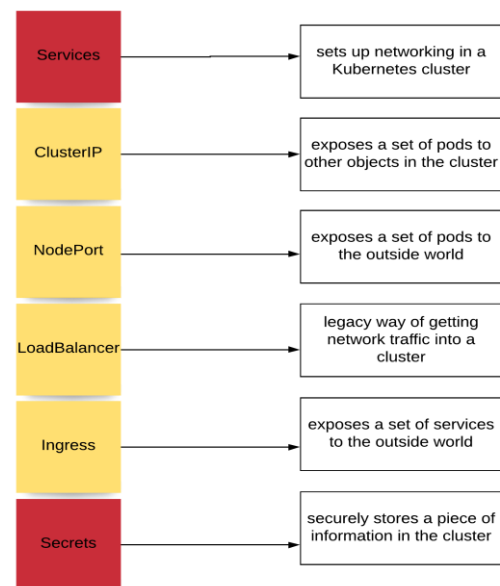 Services
sets up networking in a
Kubernetes cluster
ClusterIP
exposes a set of pods to
other objects in the cluster
NodePort
exposes a set of pods to
the outside world
LoadBalancer
legacy way of getting
network traffic into a
cluster
Ingress
exposes a set of services
to the outside world
Secrets
securely stores a piece of
information in the cluster